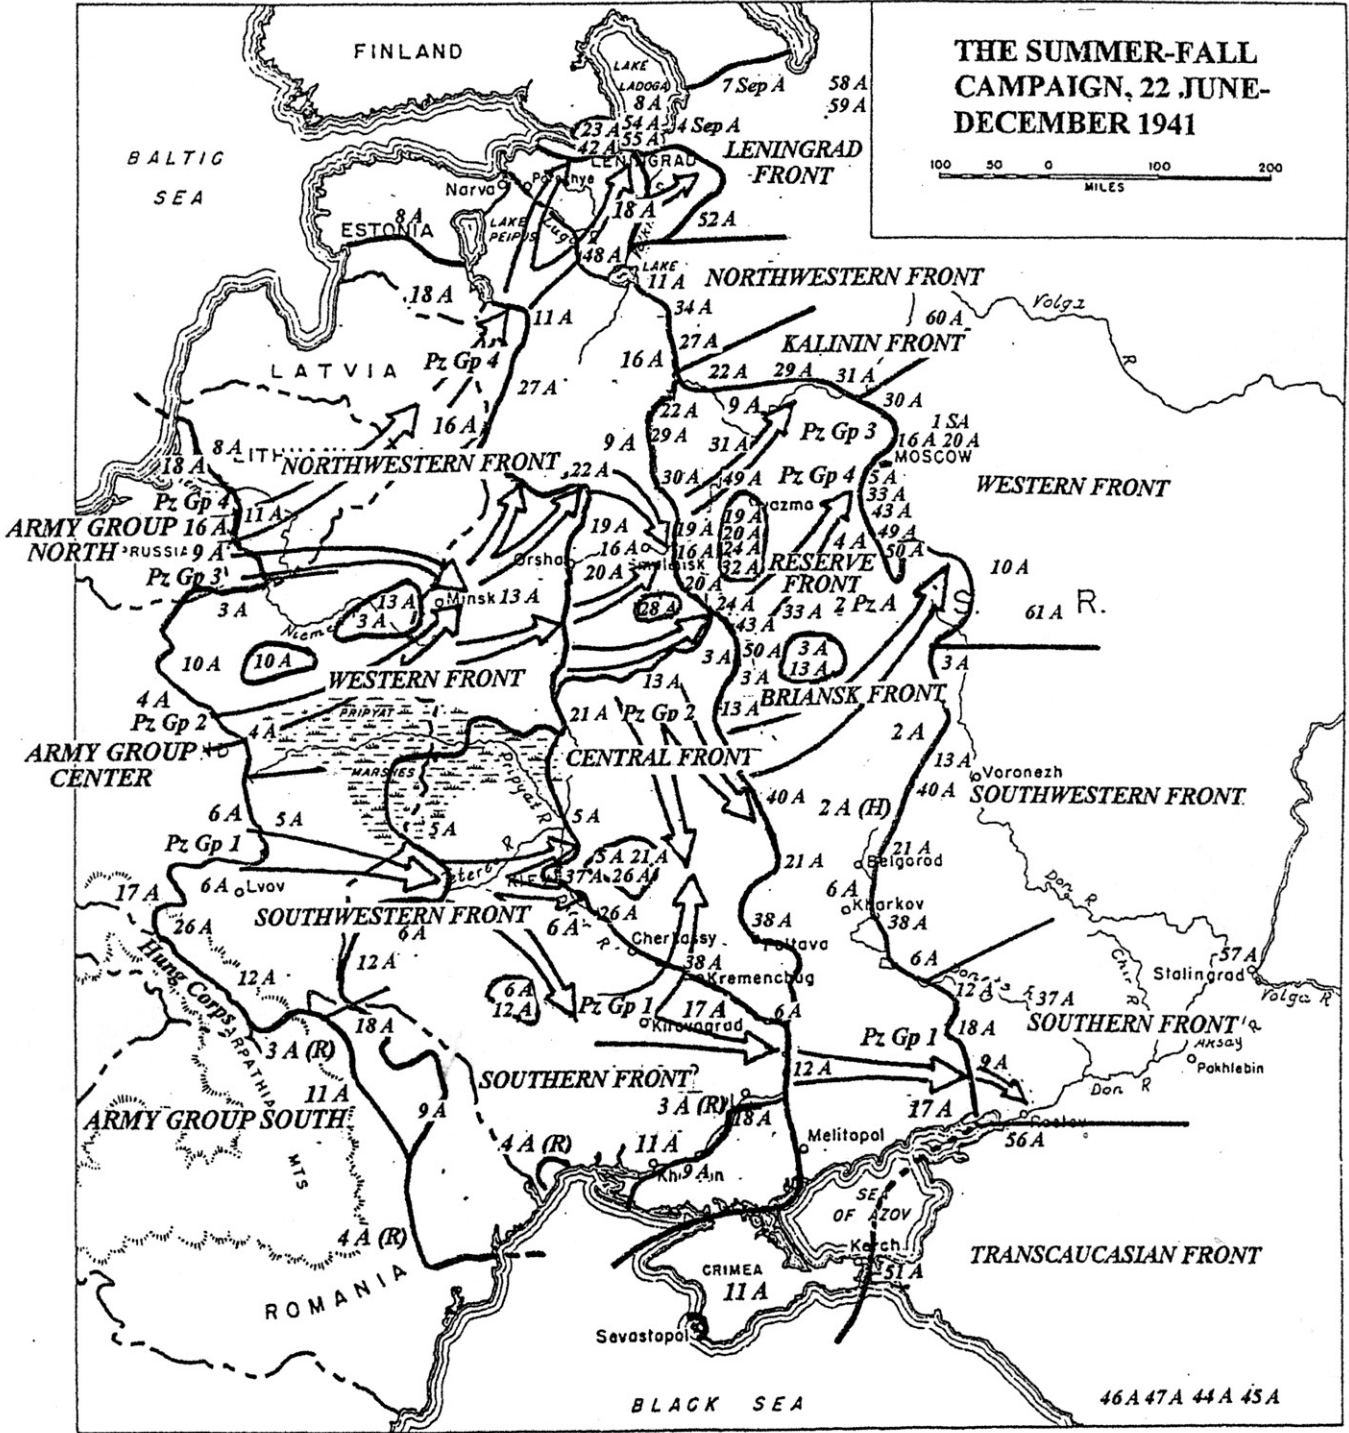 THE SUMMER-FALL
CAMPAIGN, 22 JUNE-
DECEMBER 1941
100 50 0 100 200
MILES
FINLAND
LAKE
LADOGA
8 A
7 Sep A
58 A
59 A
23 A
54 A
4 Sep A
42 A
55 A
LENINGRAD
LENINGRAD
FRONT
BALTIC
SEA
Narva
8 A
ESTONIA
LAKE
PEIPUS
Luga
18 A
52 A
48 A
LAKE
11 A
NORTHWESTERN FRONT
18 A
11 A
34 A
Volga
R
60 A
27 A
KALININ FRONT
Pz Gp 4
16 A
LATVIA
22 A
29 A
31 A
27 A
30 A
9 A
22 A
16 A
29 A
1 SA
9 A
31 A
Pz Gp 3
16 A 20 A
MOSCOW
8 A
18 A
NORTHWESTERN FRONT
22 A
30 A
49 A
Pz Gp 4
5 A
WESTERN FRONT
33 A
Pz Gp 4
11 A
43 A
ARMY GROUP
NORTH
16 A
19 A
19 A
19 A
20 A
24 A
32 A
49 A
4 A
50 A
PRUSSIA
9 A
16 A
16 A
Orsha
Smolensk
RESERVE
FRONT
10 A
Pz Gp 3
20 A
20 A
3 A
13 A
3 A
Minsk
13 A
28 A
24 A
33 A
2 Pz A
S.
61 A
R.
43 A
10 A
10 A
50 A
3 A
13 A
3 A
3 A
3 A
WESTERN FRONT
13 A
BRIANSK FRONT
4 A
Pz Gp 2
PRIPYAT
21 A
Pz Gp 2
13 A
4 A
2 A
ARMY GROUP
CENTER
MARSHES
Pripyat R
CENTRAL FRONT
13 A
Voronezh
40 A
40 A
SOUTHWESTERN FRONT
2 A (H)
6 A
5 A
5 A
5 A
Pz Gp 1
21 A
21 A
Belgorod
5 A 21 A
37 A
26 A
17 A
6 A
Lvov
6 A
Kharkov
Don R
26 A
SOUTHWESTERN FRONT
6 A
6 A
26 A
38 A
38 A
Cherkassy
Poltava
Hung Corps
12 A
12 A
38 A
Kremenchug
6 A
57 A
Stalingrad
Volga R
6 A
12 A
Pz Gp 1
17 A
Kirovograd
6 A
12 A
37 A
Chir R
3 A (R)
18 A
Pz Gp 1
18 A
SOUTHERN FRONT
Aksay
Pokhlebin
11 A
SOUTHERN FRONT
12 A
9 A
Don R
ARMY GROUP SOUTH
9 A
3 A (R)
18 A
17 A
Rostov
56 A
MTS
4 A (R)
11 A
9 A
Melitopol
SEA
OF AZOV
4 A (R)
Kerch
TRANSCAUCASIAN FRONT
51 A
CRIMEA
11 A
ROMANIA
Sevastopol
BLACK SEA
46 A 47 A 44 A 45 A